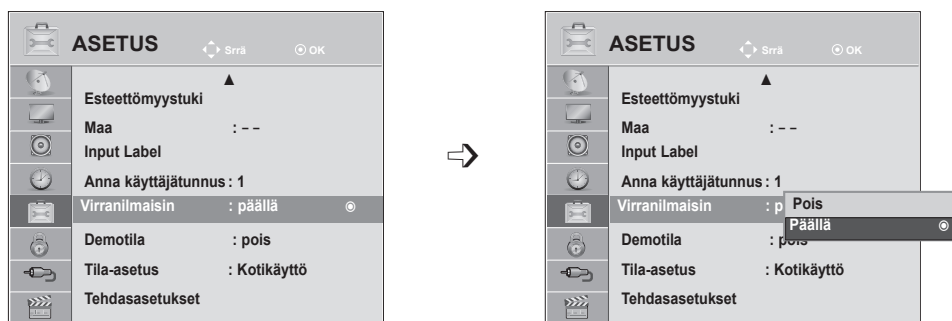 ASETUS Srrä OK
Esteettömyystuki
Maa : – –
Input Label
Anna käyttäjätunnus : 1
Virranilmaisin : päällä
Demotila : pois
Tila-asetus : Kotikäyttö
Tehdasasetukset
ASETUS Srrä OK
Esteettömyystuki
Maa : – –
Input Label
Anna käyttäjätunnus : 1
Virranilmaisin : p
Pois
Päällä
Demotila : pois
Tila-asetus : Kotikäyttö
Tehdasasetukset